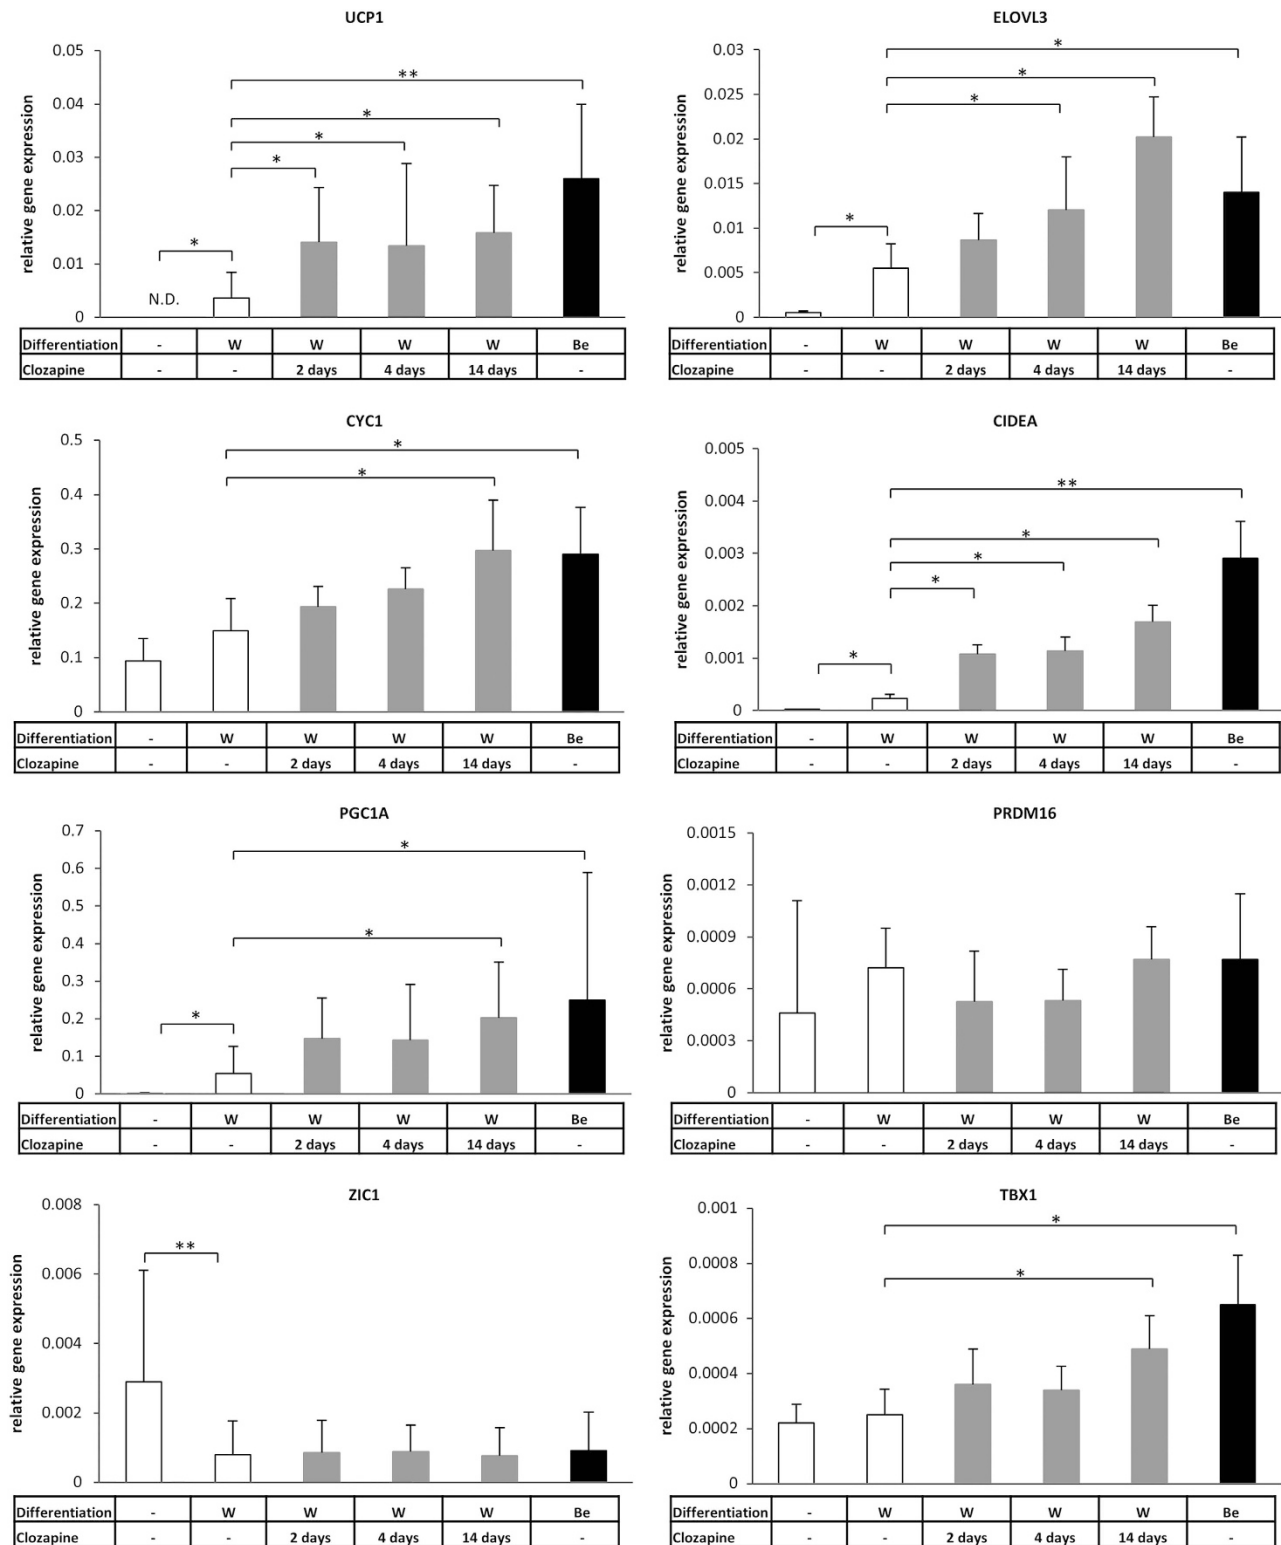 UCP1
relative gene expression
0.05
0.04
0.03
0.02
0.01
0
N.D.
*
*
*
*
**
Differentiation - W W W W Be
Clozapine - - 2 days 4 days 14 days -
ELOVL3
relative gene expression
0.03
0.025
0.02
0.015
0.01
0.005
0
*
*
*
*
Differentiation - W W W W Be
Clozapine - - 2 days 4 days 14 days -
CYC1
relative gene expression
0.5
0.4
0.3
0.2
0.1
0
*
*
Differentiation - W W W W Be
Clozapine - - 2 days 4 days 14 days -
CIDEA
relative gene expression
0.005
0.004
0.003
0.002
0.001
0
**
*
*
*
*
Differentiation - W W W W Be
Clozapine - - 2 days 4 days 14 days -
PGC1A
relative gene expression
0.7
0.6
0.5
0.4
0.3
0.2
0.1
0
*
*
*
Differentiation - W W W W Be
Clozapine - - 2 days 4 days 14 days -
PRDM16
relative gene expression
0.0015
0.0012
0.0009
0.0006
0.0003
0
Differentiation - W W W W Be
Clozapine - - 2 days 4 days 14 days -
ZIC1
relative gene expression
0.008
0.006
0.004
0.002
0
**
Differentiation - W W W W Be
Clozapine - - 2 days 4 days 14 days -
TBX1
relative gene expression
0.001
0.0008
0.0006
0.0004
0.0002
0
*
*
Differentiation - W W W W Be
Clozapine - - 2 days 4 days 14 days -